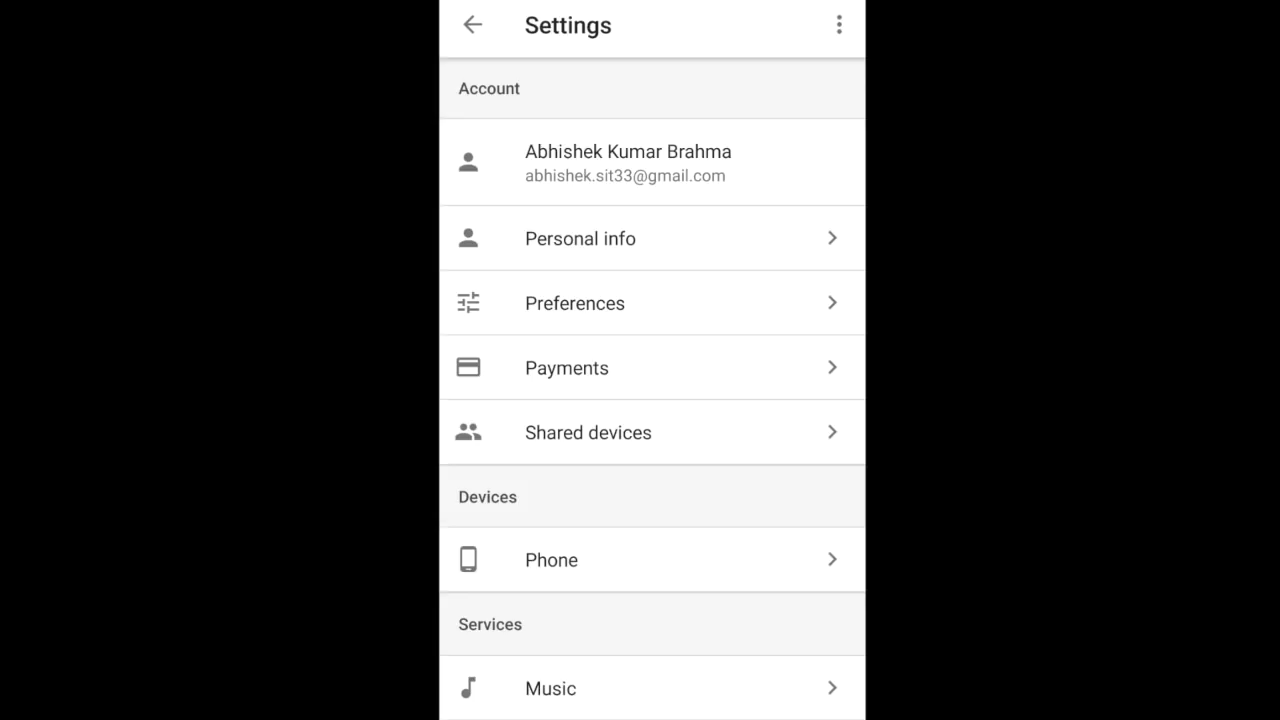 Settings
Account
Abhishek Kumar Brahma
abhishek.sit33@gmail.com
Personal info
Preferences
Payments
Shared devices
Devices
Phone
Services
Music